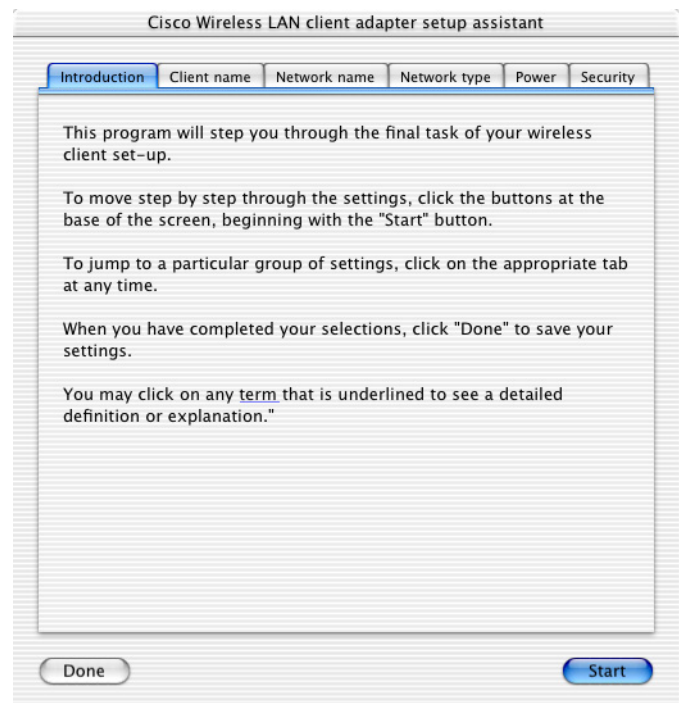 Cisco Wireless LAN client adapter setup assistant
Introduction Client name Network name Network type Power Security
This program will step you through the final task of your wireless
client set-up.
To move step by step through the settings, click the buttons at the
base of the screen, beginning with the "Start" button.
To jump to a particular group of settings, click on the appropriate tab
at any time.
When you have completed your selections, click "Done" to save your
settings.
You may click on any term that is underlined to see a detailed
definition or explanation."
Done Start